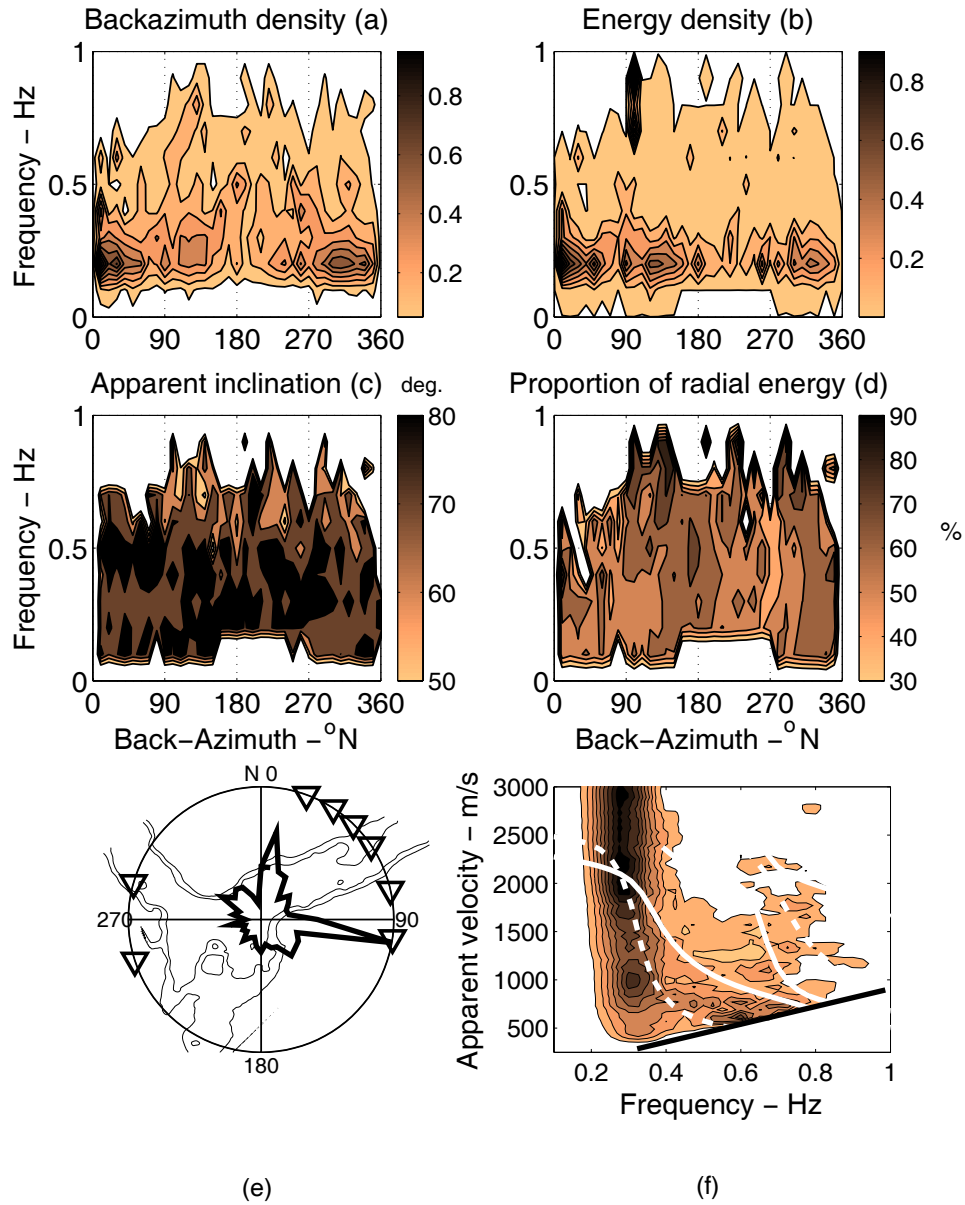 Backazimuth density (a)
Energy density (b)
Frequency – Hz
1
0.5
0
0 90 180 270 360
0.8
0.6
0.4
0.2
1
0.5
0
0 90 180 270 360
0.8
0.6
0.4
0.2
Apparent inclination (c) deg.
Proportion of radial energy (d)
Frequency – Hz
1
0.5
0
0 90 180 270 360
80
70
60
50
Back–Azimuth –oN
1
0.5
0
0 90 180 270 360
90
80
70
60
50
40
30
%
Back–Azimuth –oN
N 0
270
90
180
Apparent velocity – m/s
3000
2500
2000
1500
1000
500
0.2 0.4 0.6 0.8 1
Frequency – Hz
(e)
(f)